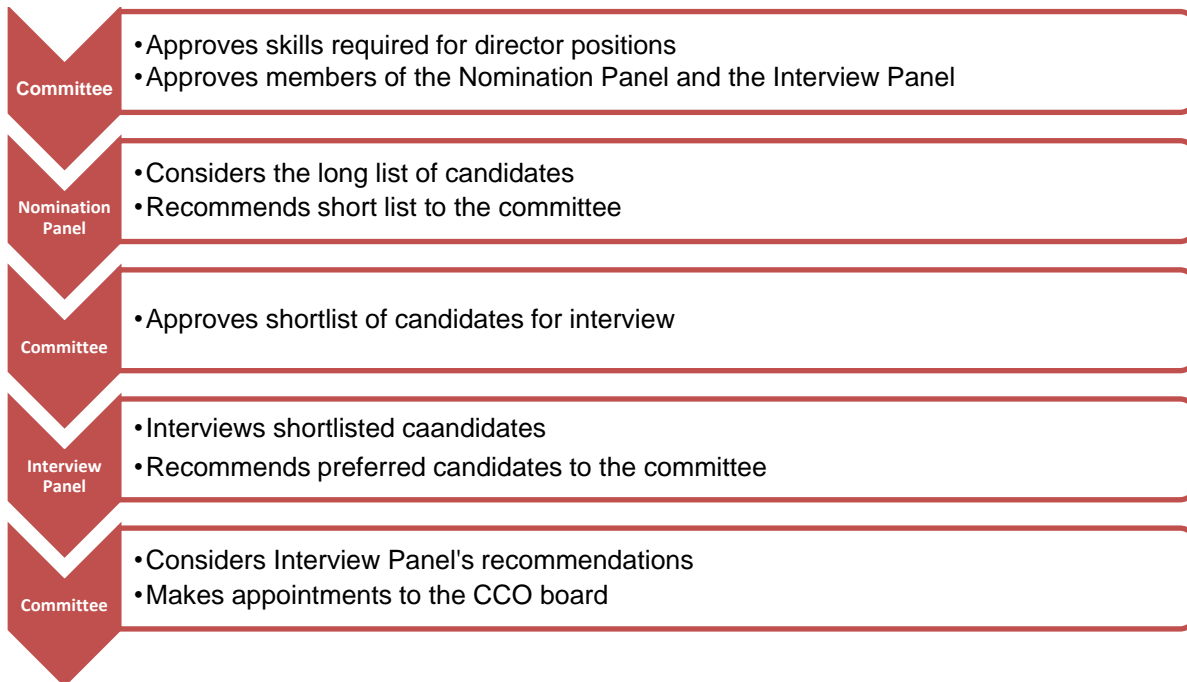 Committee
•Approves skills required for director positions
•Approves members of the Nomination Panel and the Interview Panel
Nomination
Panel
•Considers the long list of candidates
•Recommends short list to the committee
Committee
•Approves shortlist of candidates for interview
Interview
Panel
•Interviews shortlisted caandidates
•Recommends preferred candidates to the committee
Committee
•Considers Interview Panel's recommendations
•Makes appointments to the CCO board